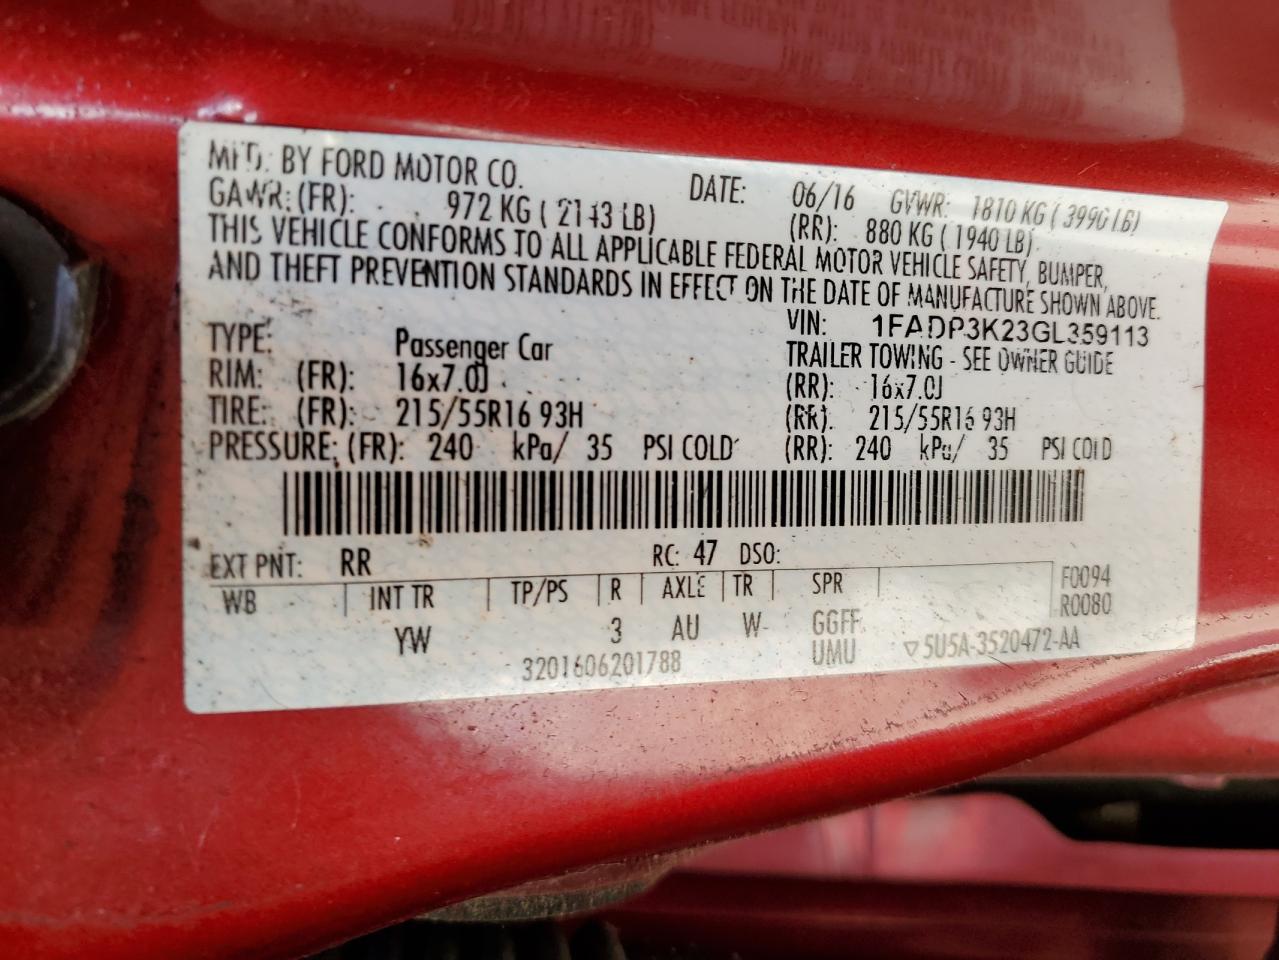 MFD. BY FORD MOTOR CO. DATE: 06/16 GVWR: 1810 KG ( 3990 LB)
GAWR: (FR): 972 KG ( 2143 LB) (RR): 880 KG ( 1940 LB)
THIS VEHICLE CONFORMS TO ALL APPLICABLE FEDERAL MOTOR VEHICLE SAFETY, BUMPER,
AND THEFT PREVENTION STANDARDS IN EFFECT ON THE DATE OF MANUFACTURE SHOWN ABOVE.
VIN: 1FADP3K23GL359113
TYPE: Passenger Car TRAILER TOWING - SEE OWNER GUIDE
RIM: (FR): 16x7.0J (RR): 16x7.0J
TIRE: (FR): 215/55R16 93H (RR): 215/55R16 93H
PRESSURE: (FR): 240 kPa/ 35 PSI COLD (RR): 240 kPa/ 35 PSI COLD
EXT PNT: RR RC: 47 DSO:
WB INT TR TP/PS R AXLE TR SPR F0094
R0080
YW 3 AU W GGFF
UMU ▽5U5A-3520472-AA
3201606201788